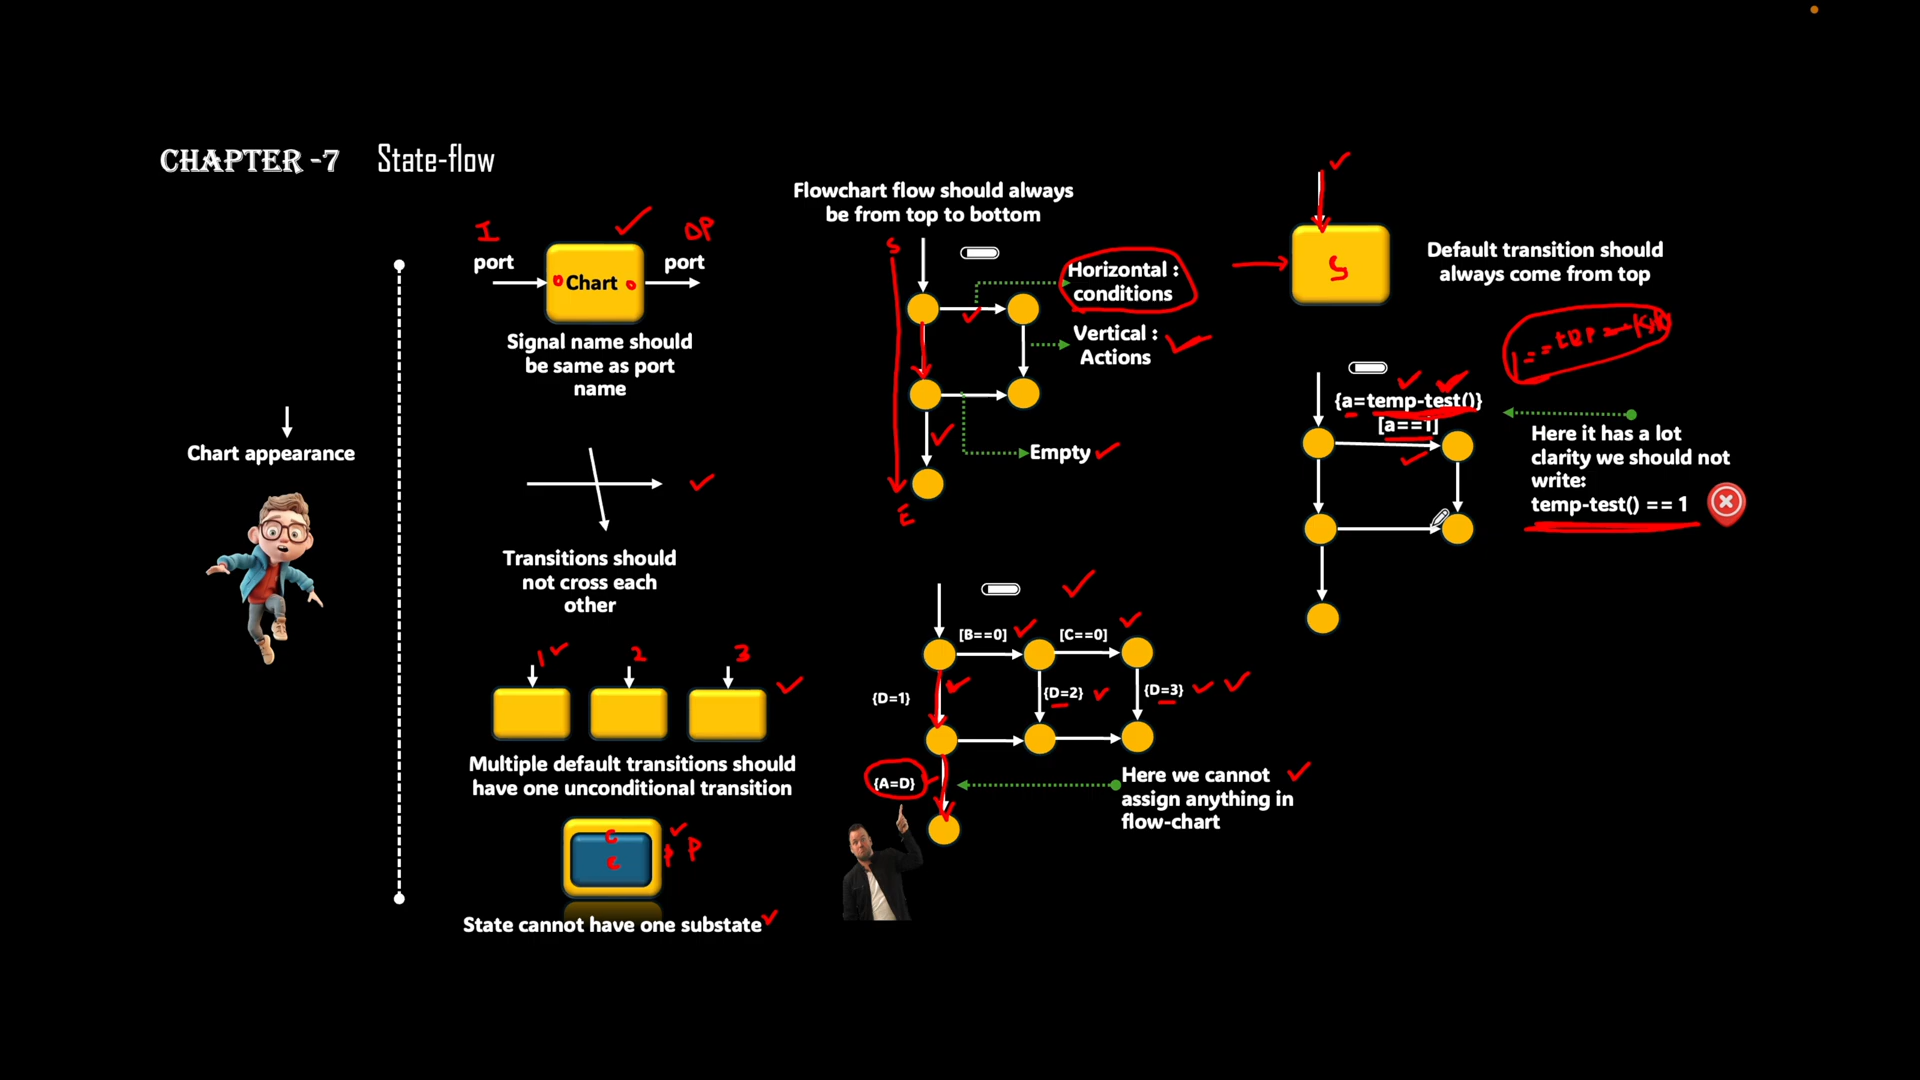 CHAPTER -7 State-flow
Chart appearance
I
port
OP
port
Chart
Signal name should
be same as port
name
Transitions should
not cross each
other
1 2 3
Multiple default transitions should
have one unconditional transition
C
P
State cannot have one substate
Flowchart flow should always
be from top to bottom
S
Horizontal :
conditions
Vertical :
Actions
Empty
E
[B==0] [C==0]
{D=1} {D=2} {D=3}
{A=D}
Here we cannot
assign anything in
flow-chart
S
Default transition should
always come from top
{a=temp-test()}
[a==1]
Here it has a lot
clarity we should not
write:
temp-test() == 1